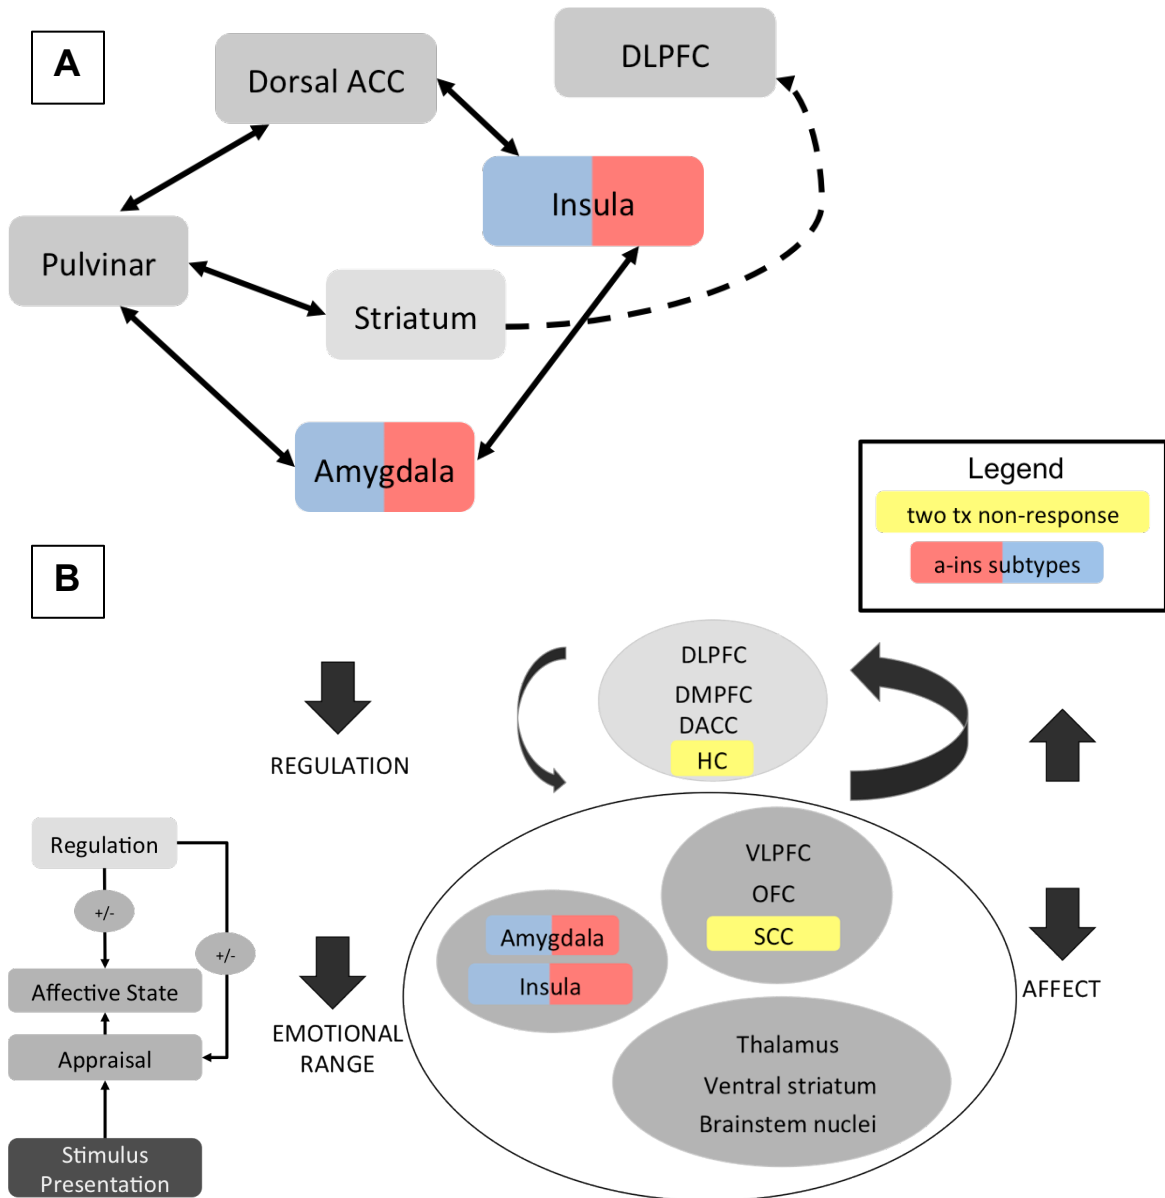 A
Dorsal ACC
DLPFC
Insula
Pulvinar
Striatum
Amygdala
Legend
two tx non-response
a-ins subtypes
B
DLPFC
DMPFC
DACC
HC
REGULATION
Regulation
+/-
+/-
Affective State
Appraisal
Stimulus
Presentation
EMOTIONAL
RANGE
VLPFC
OFC
SCC
Amygdala
Insula
AFFECT
Thalamus
Ventral striatum
Brainstem nuclei